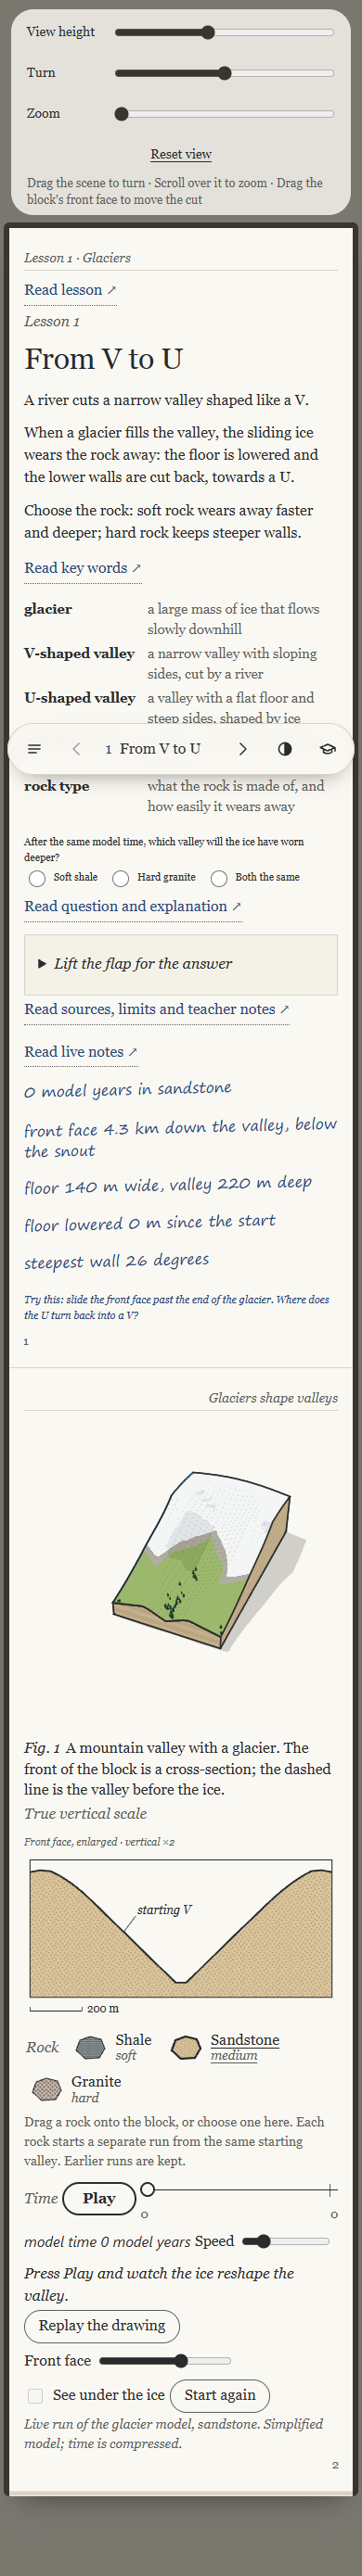 View height
Turn
Zoom
Reset view
Drag the scene to turn · Scroll over it to zoom · Drag the
block's front face to move the cut
Lesson 1 · Glaciers
Read lesson ↗
Lesson 1
From V to U
A river cuts a narrow valley shaped like a V.
When a glacier fills the valley, the sliding ice
wears the rock away: the floor is lowered and
the lower walls are cut back, towards a U.
Choose the rock: soft rock wears away faster
and deeper; hard rock keeps steeper walls.
Read key words ↗
glacier a large mass of ice that flows
slowly downhill
V-shaped valley a narrow valley with sloping
sides, cut by a river
U-shaped valley a valley with a flat floor and
steep sides, shaped by ice
1 From V to U
rock type what the rock is made of, and
how easily it wears away
After the same model time, which valley will the ice have worn
deeper?
Soft shale Hard granite Both the same
Read question and explanation ↗
▶ Lift the flap for the answer
Read sources, limits and teacher notes ↗
Read live notes ↗
0 model years in sandstone
front face 4.3 km down the valley, below
the snout
floor 140 m wide, valley 220 m deep
floor lowered 0 m since the start
steepest wall 26 degrees
Try this: slide the front face past the end of the glacier. Where does
the U turn back into a V?
1
Glaciers shape valleys
Fig. 1 A mountain valley with a glacier. The
front of the block is a cross-section; the dashed
line is the valley before the ice.
True vertical scale
Front face, enlarged · vertical ×2
starting V
200 m
Rock Shale Sandstone
soft medium
Granite
hard
Drag a rock onto the block, or choose one here. Each
rock starts a separate run from the same starting
valley. Earlier runs are kept.
Time Play
0 0
model time 0 model years Speed
Press Play and watch the ice reshape the
valley.
Replay the drawing
Front face
See under the ice Start again
Live run of the glacier model, sandstone. Simplified
model; time is compressed.
2